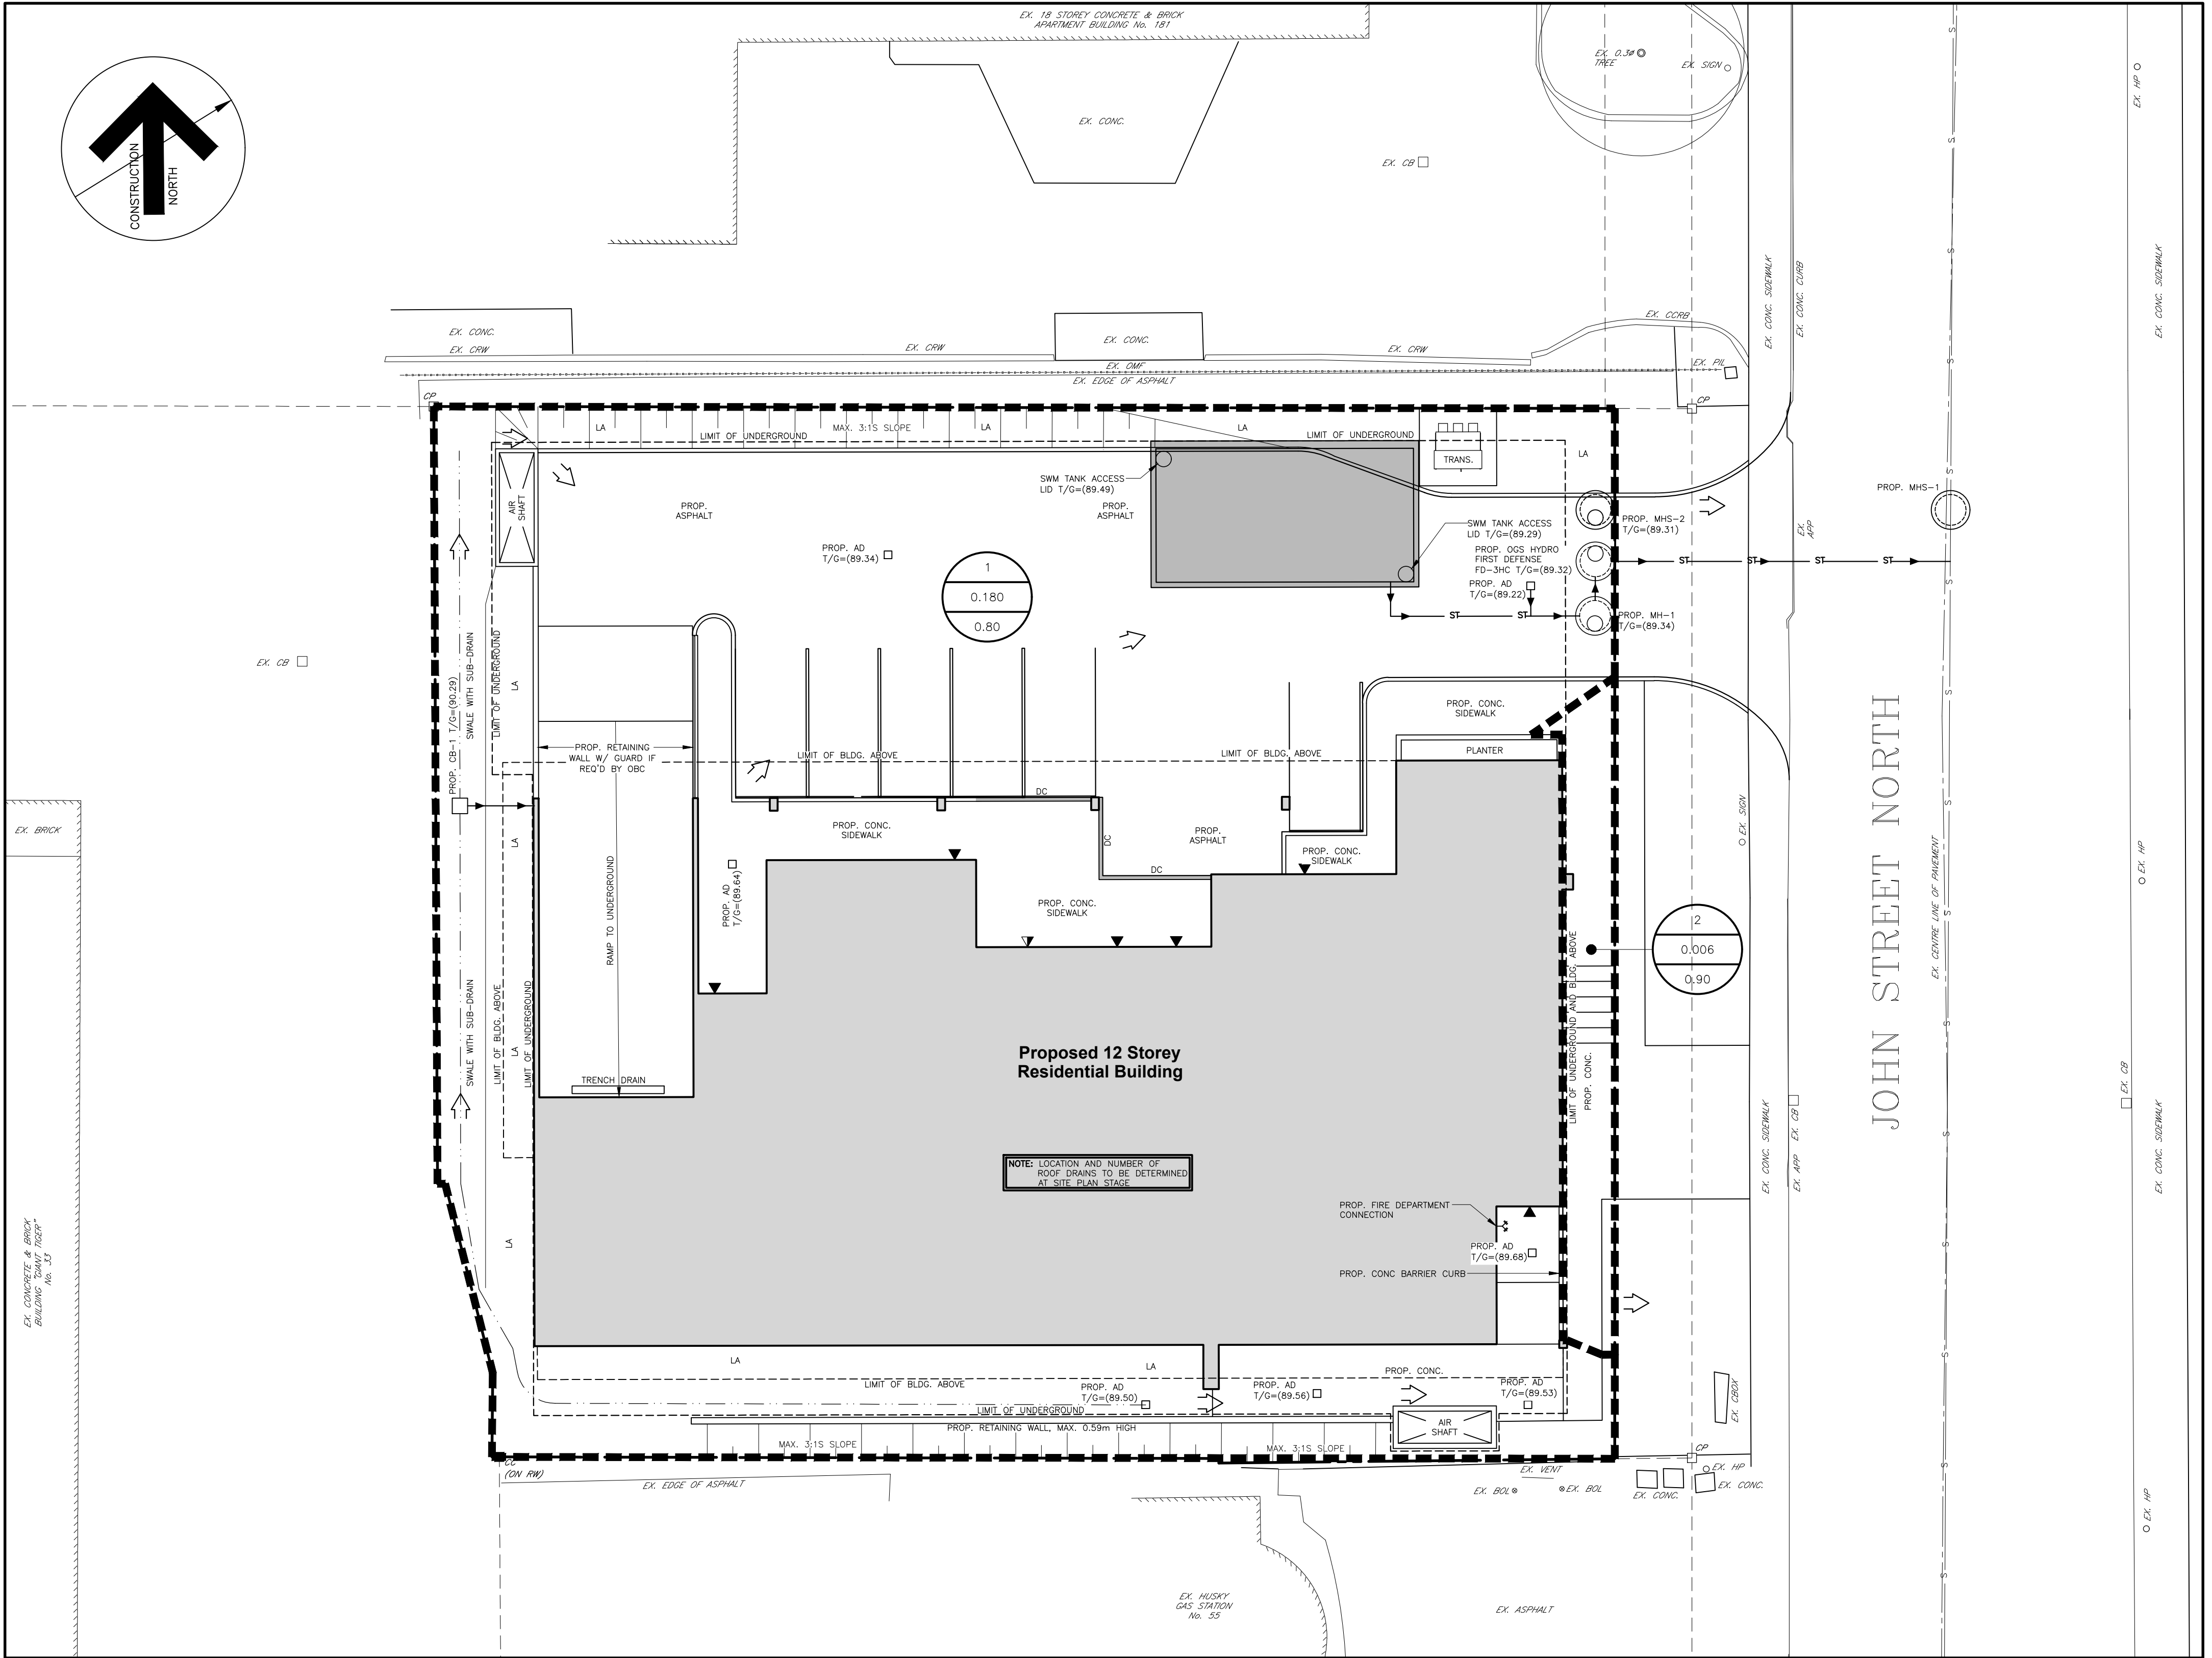 EX. 18 STOREY CONCRETE & BRICK
APARTMENT BUILDING No. 181
EX. 0.3ø
TREE
EX. SIGN
EX. HP
CONSTRUCTION
NORTH
EX. CONC.
EX. CB
EX. CONC. SIDEWALK
EX. CONC. CURB
EX. CONC. SIDEWALK
EX. CONC.
EX. CRW
EX. CRW
EX. CONC.
EX. CRW
EX. CCRB
EX. OMF
EX. EDGE OF ASPHALT
EX. PIL
CP
CP
LA
LIMIT OF UNDERGROUND
MAX. 3:1S SLOPE
LA
LA
LIMIT OF UNDERGROUND
TRANS.
LA
AIR
SHAFT
SWM TANK ACCESS
LID T/G=(89.49)
PROP.
ASPHALT
PROP.
ASPHALT
PROP. MHS-1
PROP. MHS-2
T/G=(89.31)
SWM TANK ACCESS
LID T/G=(89.29)
EX.
APP
PROP. AD
T/G=(89.34)
PROP. OGS HYDRO
FIRST DEFENSE
FD-3HC T/G=(89.32)
ST ST ST ST
1
0.180
0.80
PROP. AD
T/G=(89.22)
ST ST
PROP. MH-1
T/G=(89.34)
EX. CB
PROP. CB-1 T/G=(90.29)
SWALE WITH SUB-DRAIN
LIMIT OF UNDERGROUND
LA
PROP. CONC.
SIDEWALK
PROP. RETAINING
WALL W/ GUARD IF
REQ'D BY OBC
LIMIT OF BLDG. ABOVE
LIMIT OF BLDG. ABOVE
PLANTER
JOHN STREET NORTH
EX. CENTRE LINE OF PAVEMENT
EX. BRICK
LA
DC
PROP. CONC.
SIDEWALK
PROP.
ASPHALT
DC
PROP. CONC.
SIDEWALK
DC
EX. SIGN
EX. HP
RAMP TO UNDERGROUND
PROP. AD
T/G=(89.64)
PROP. CONC.
SIDEWALK
2
0.006
0.90
SWALE WITH SUB-DRAIN
LIMIT OF BLDG. ABOVE
LA
LIMIT OF UNDERGROUND
LIMIT OF UNDERGROUND AND BLDG. ABOVE
PROP. CONC.
TRENCH DRAIN
Proposed 12 Storey
Residential Building
EX. CONC. SIDEWALK
EX. APP
EX. CB
EX. CB
EX. CONC. SIDEWALK
NOTE: LOCATION AND NUMBER OF
ROOF DRAINS TO BE DETERMINED
AT SITE PLAN STAGE
EX. CONCRETE & BRICK
BUILDING "GIANT TIGER"
No. 33
LA
PROP. FIRE DEPARTMENT
CONNECTION
PROP. AD
T/G=(89.68)
PROP. CONC BARRIER CURB
LA
LA
PROP. CONC.
LIMIT OF BLDG. ABOVE
PROP. AD
T/G=(89.50)
PROP. AD
T/G=(89.56)
PROP. AD
T/G=(89.53)
EX. CBOX
LIMIT OF UNDERGROUND
PROP. RETAINING WALL, MAX. 0.59m HIGH
AIR
SHAFT
MAX. 3:1S SLOPE
MAX. 3:1S SLOPE
CC
(ON RW)
EX. EDGE OF ASPHALT
CP
EX. HP
EX. VENT
EX. BOL
EX. BOL
EX. CONC.
EX. CONC.
EX. HP
EX. HUSKY
GAS STATION
No. 55
EX. ASPHALT
S S S S S S S S S S S S S S S